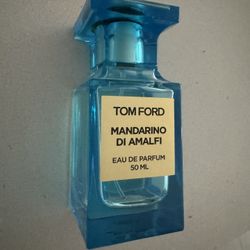 TOM FORD
MANDARINO
DI AMALFI
EAU DE PARFUM
50 ML